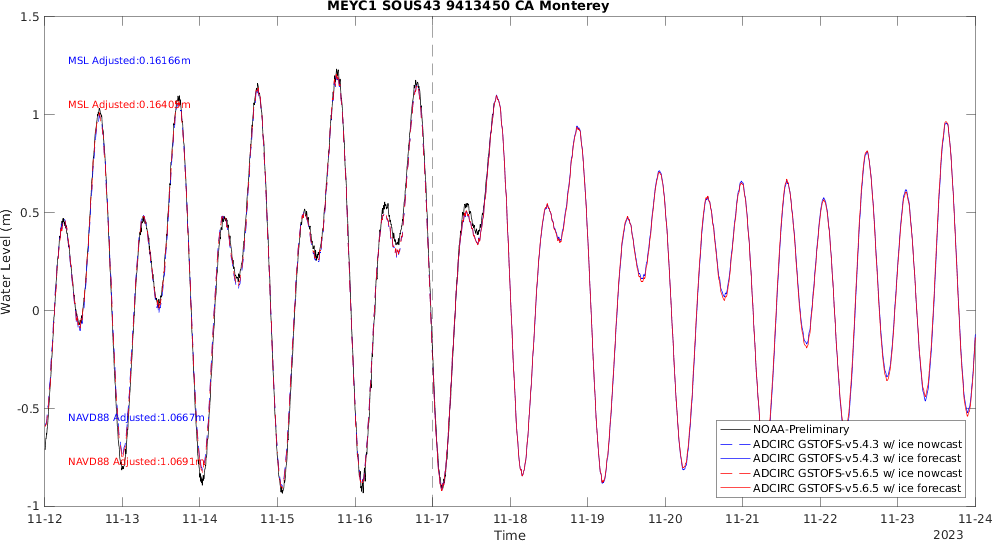 MEYC1 SOUS43 9413450 CA Monterey
1.5
1
0.5
0
-0.5
-1
Water Level (m)
MSL Adjusted:0.16166m
MSL Adjusted:0.16409m
NAVD88 Adjusted:1.0667m
NAVD88 Adjusted:1.0691m
NOAA-Preliminary
ADCIRC GSTOFS-v5.4.3 w/ ice nowcast
ADCIRC GSTOFS-v5.4.3 w/ ice forecast
ADCIRC GSTOFS-v5.6.5 w/ ice nowcast
ADCIRC GSTOFS-v5.6.5 w/ ice forecast
11-12 11-13 11-14 11-15 11-16 11-17 11-18 11-19 11-20 11-21 11-22 11-23 11-24
Time
2023